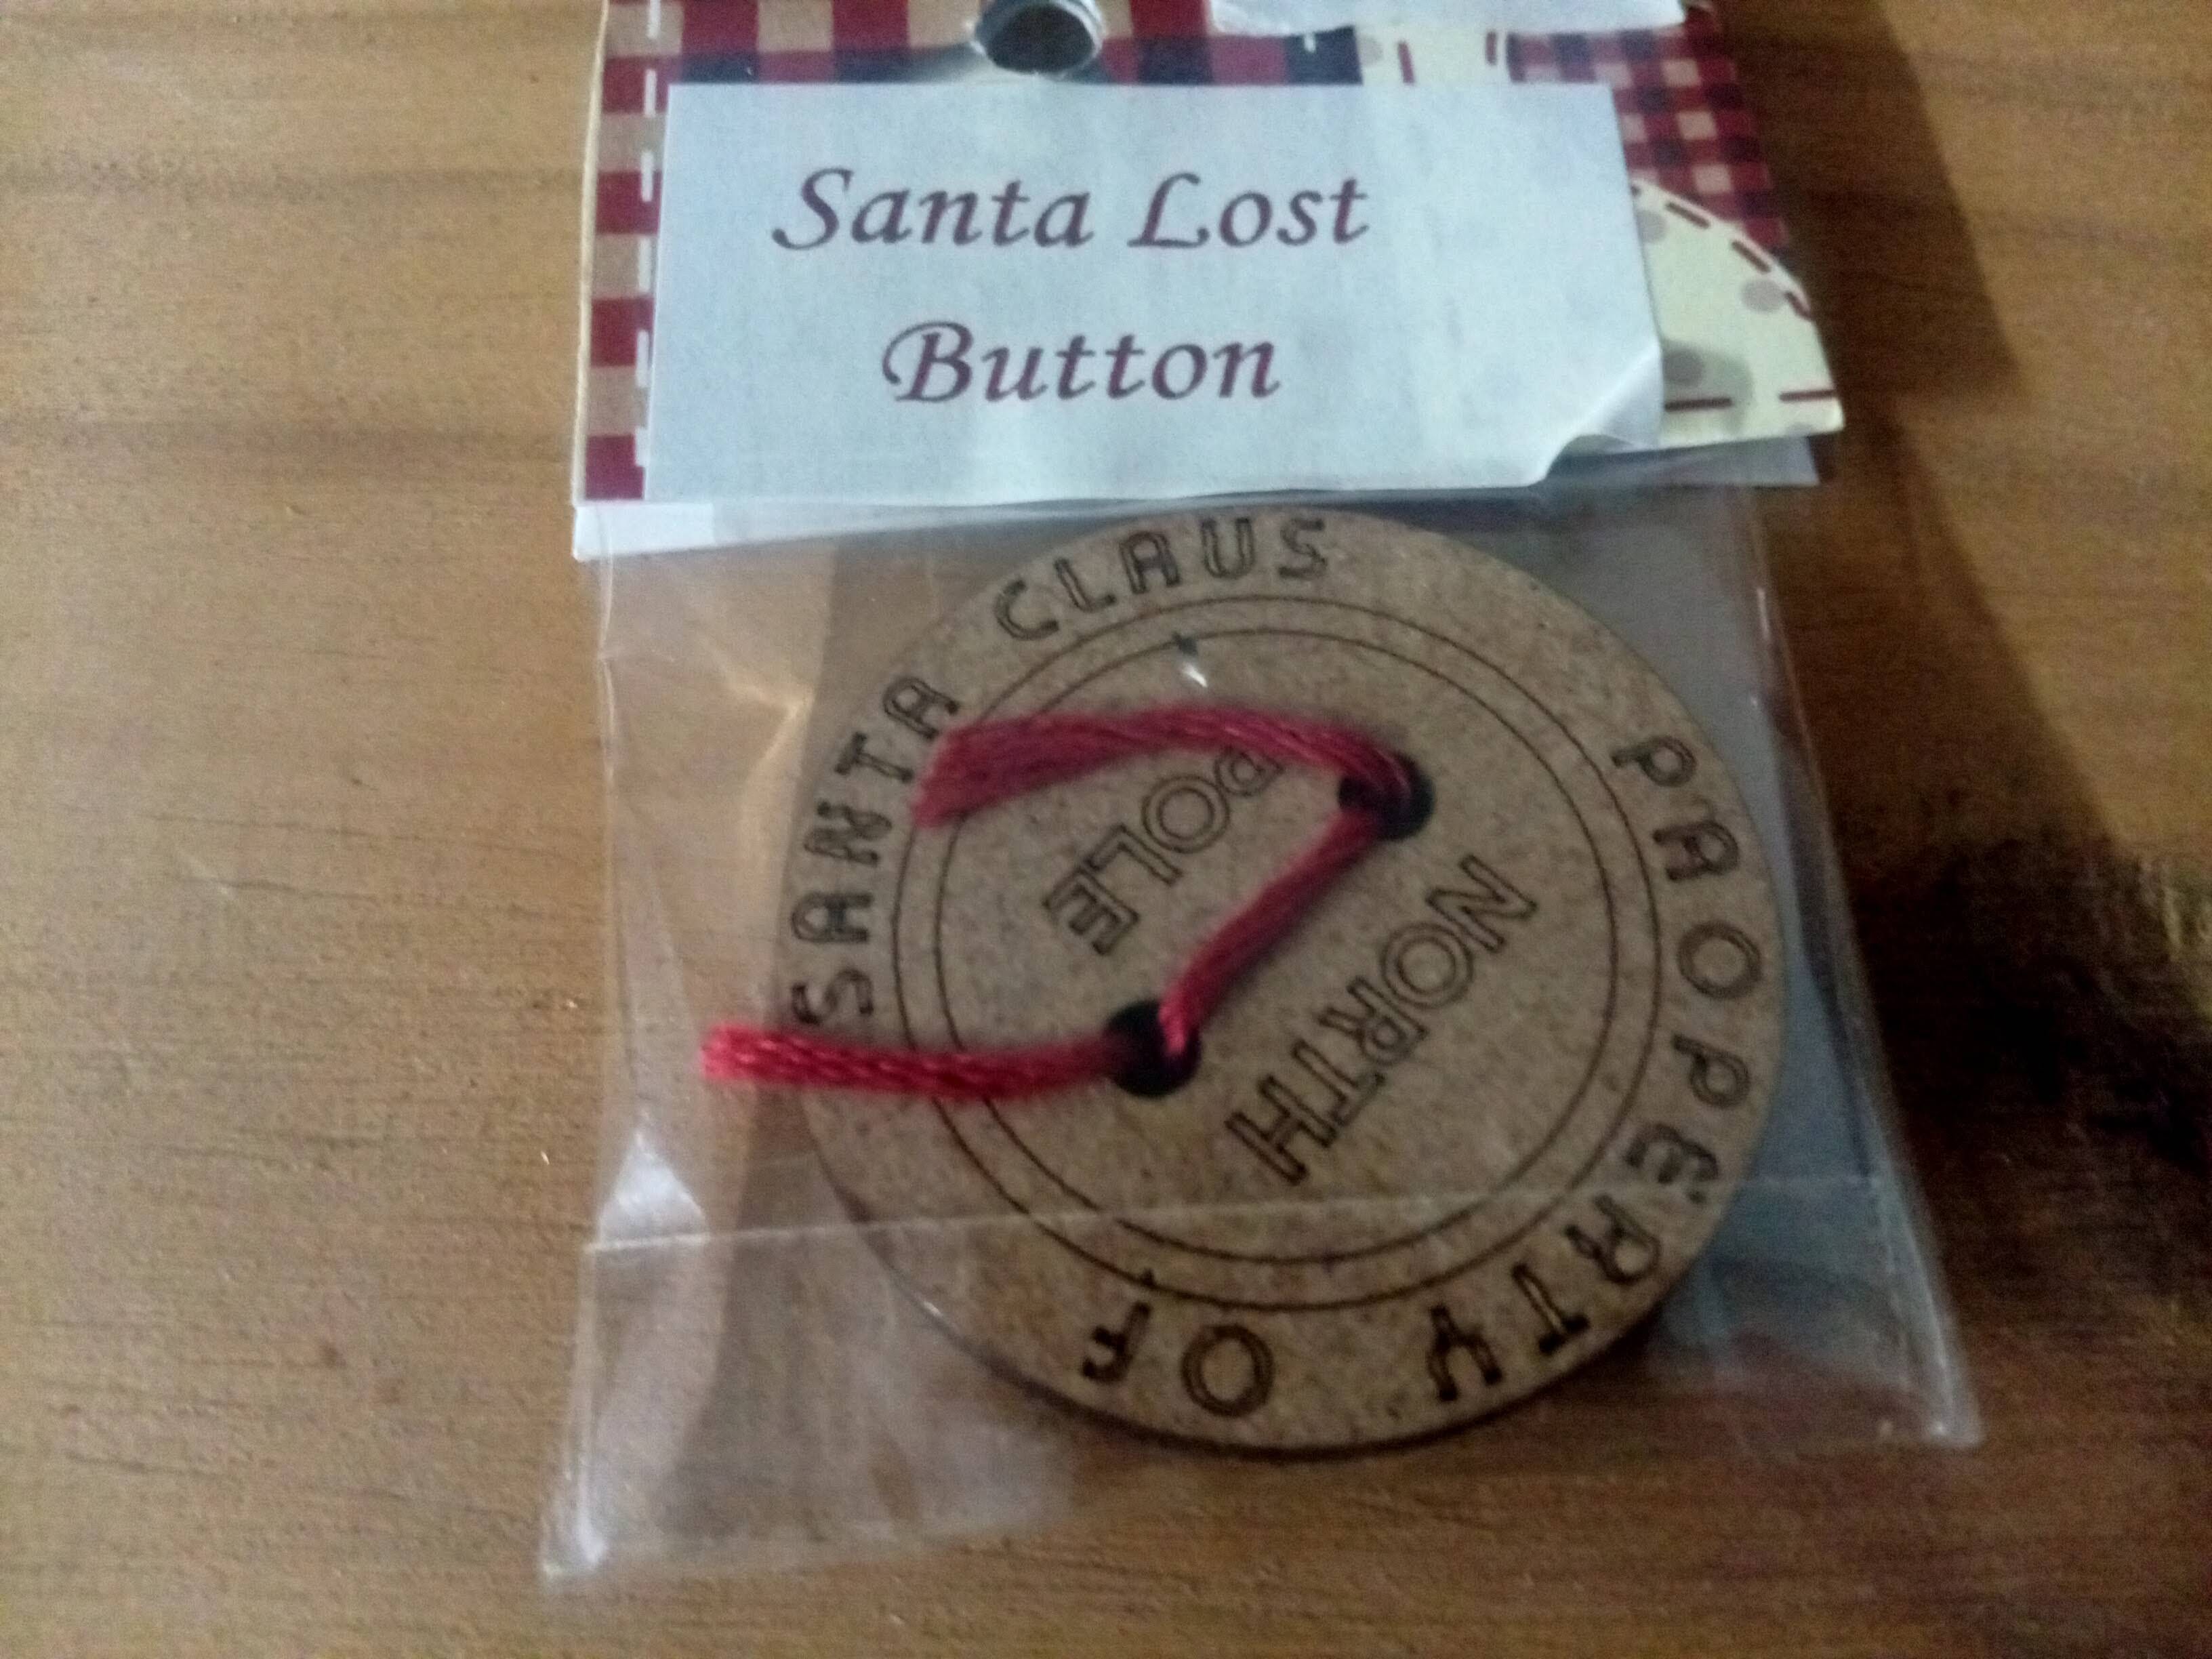 Santa Lost
Button
PROPERTY OF SANTA CLAUS
NORTH
POLE